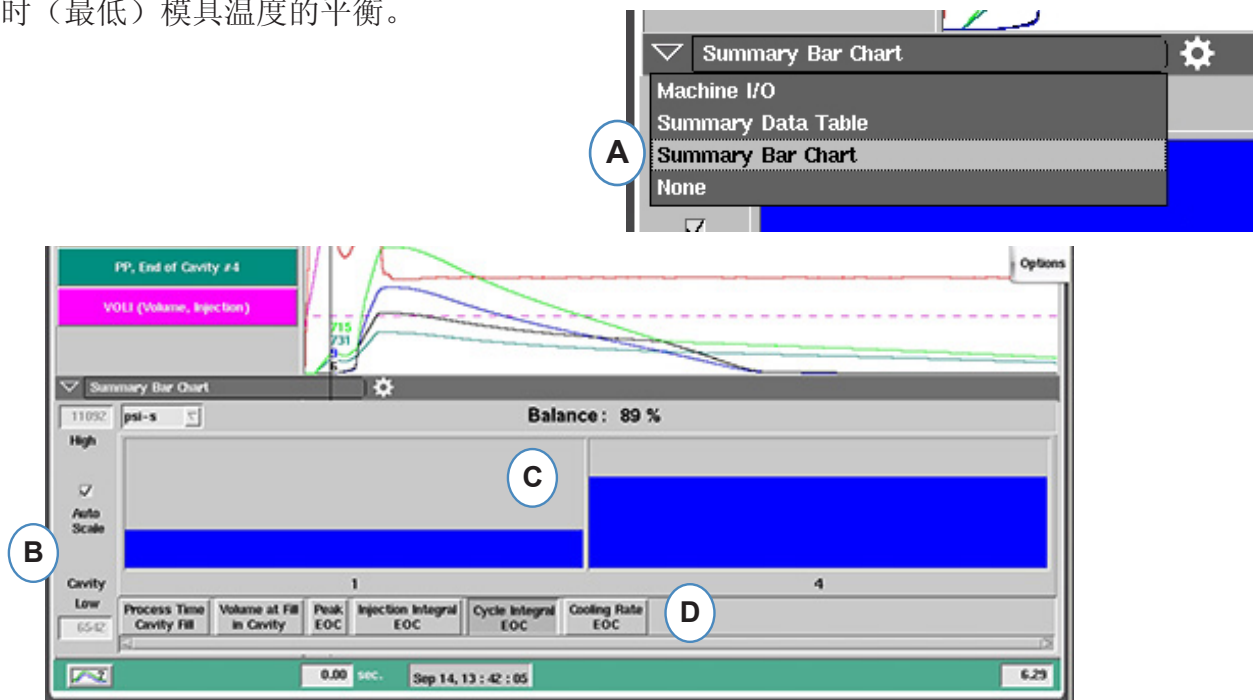 时（最低）模具温度的平衡。
Summary Bar Chart
Machine I/O
Summary Data Table
Summary Bar Chart
None
A
PP, End of Cavity #4
VOLI (Volume, Injection)
715
731
Options
Summary Bar Chart
11092 psi-s
Balance: 89 %
High
Auto
Scale
B
C
Cavity
1 4
Low
6542
Process Time
Cavity Fill
Volume at Fill
in Cavity
Peak
EOC
Injection Integral
EOC
Cycle Integral
EOC
Cooling Rate
EOC
D
0.00 sec. Sep 14, 13 : 42 : 05 6.29